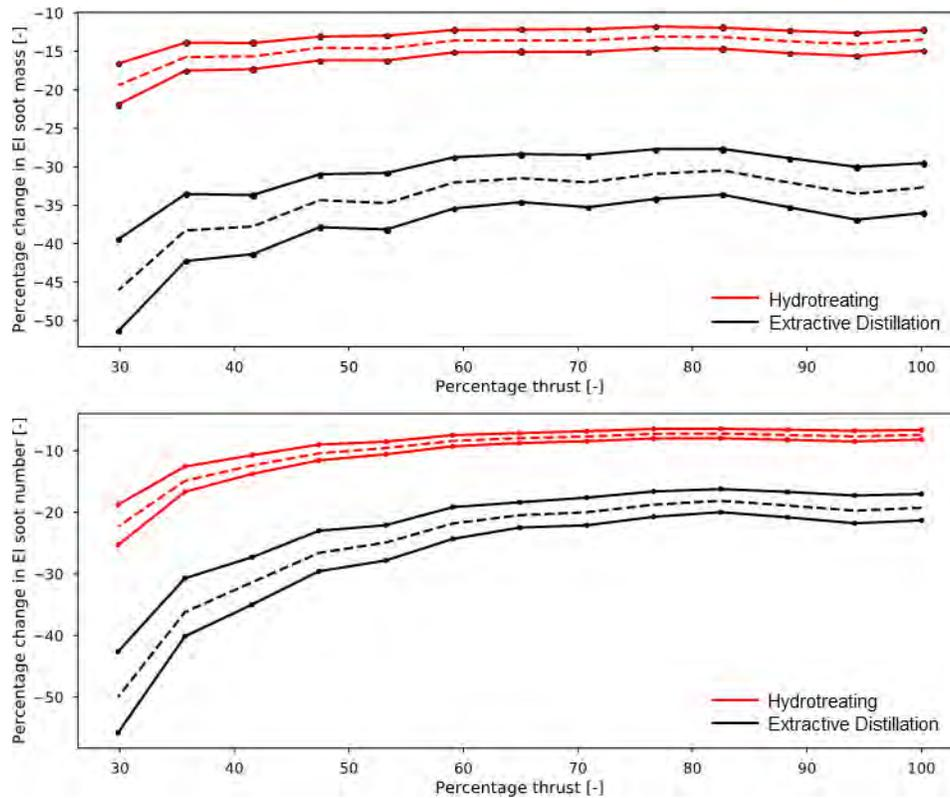 Percentage change in EI soot mass [-]
−10
−15
−20
−25
−30
−35
−40
−45
−50
Hydrotreating
Extractive Distillation
30 40 50 60 70 80 90 100
Percentage thrust [-]
Percentage change in EI soot number [-]
−10
−20
−30
−40
−50
Hydrotreating
Extractive Distillation
30 40 50 60 70 80 90 100
Percentage thrust [-]